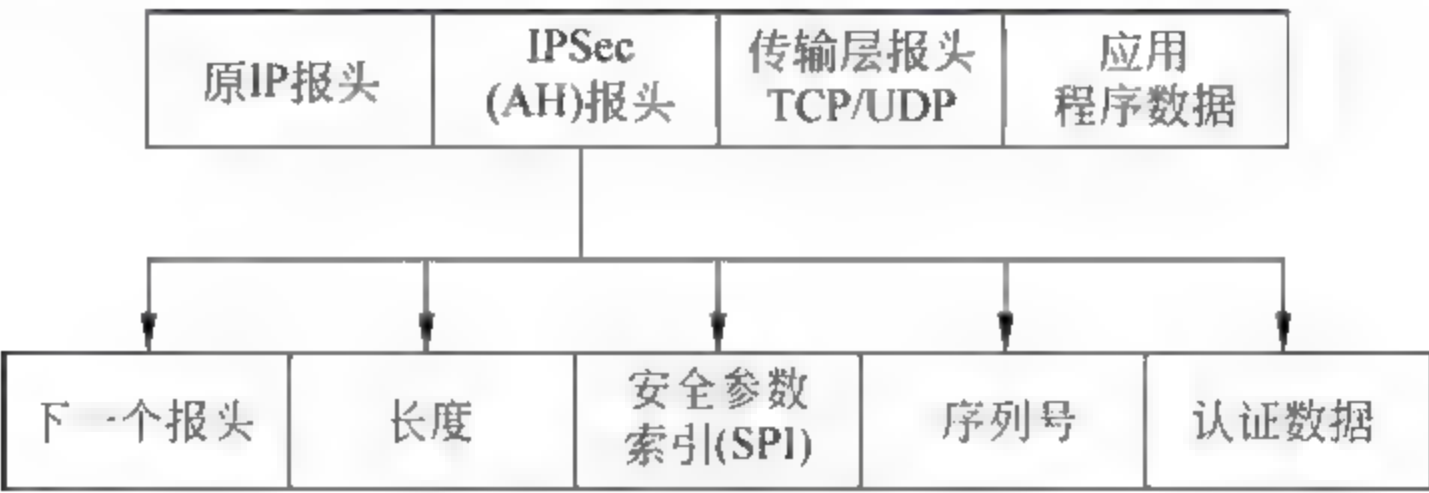 原IP报头
IPSec
(AH)报头
传输层报头
TCP/UDP
应用
程序数据
下一个报头
长度
安全参数
索引(SPI)
序列号
认证数据